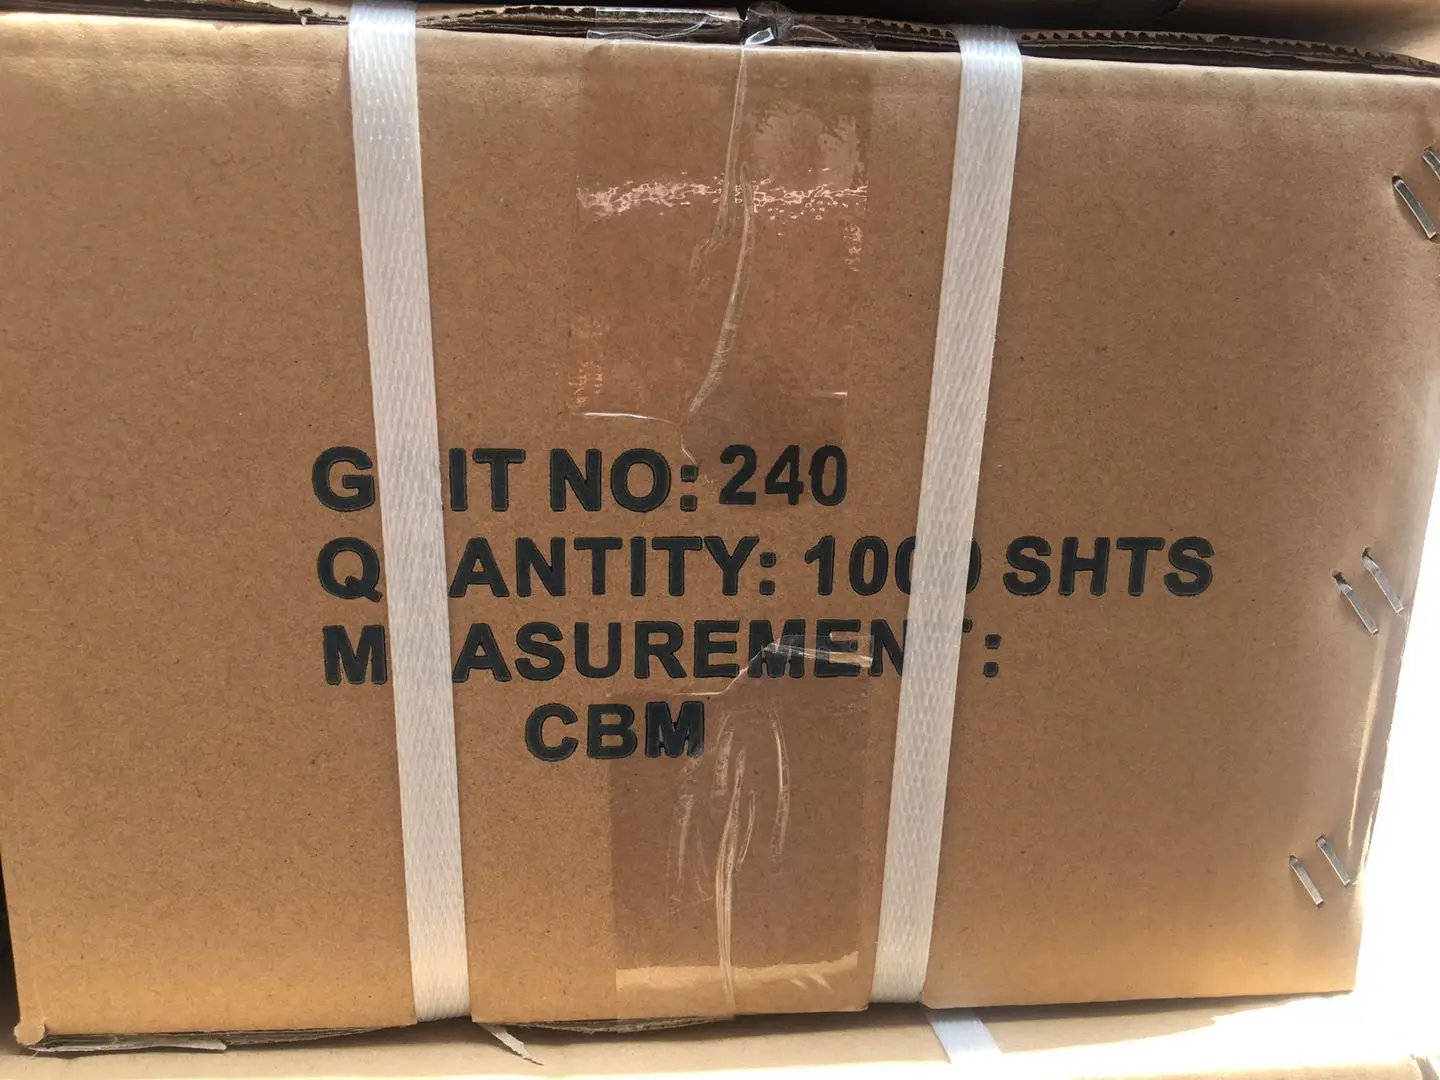 GRIT NO: 240
QUANTITY: 1000 SHTS
MEASUREMENT:
CBM